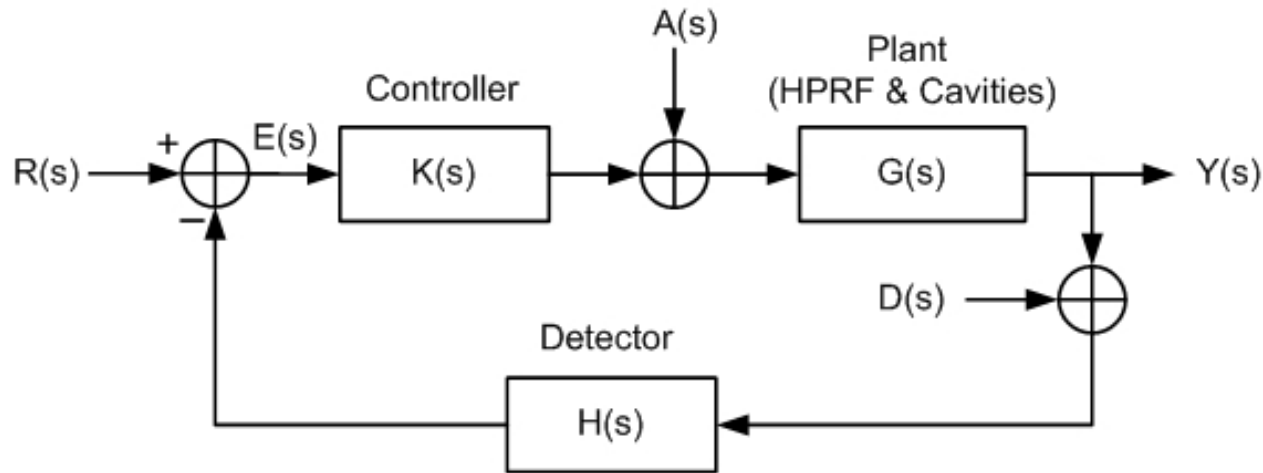 A(s)
Plant
(HPRF & Cavities)
Controller
+
E(s)
R(s)
K(s)
G(s)
Y(s)
−
D(s)
Detector
H(s)